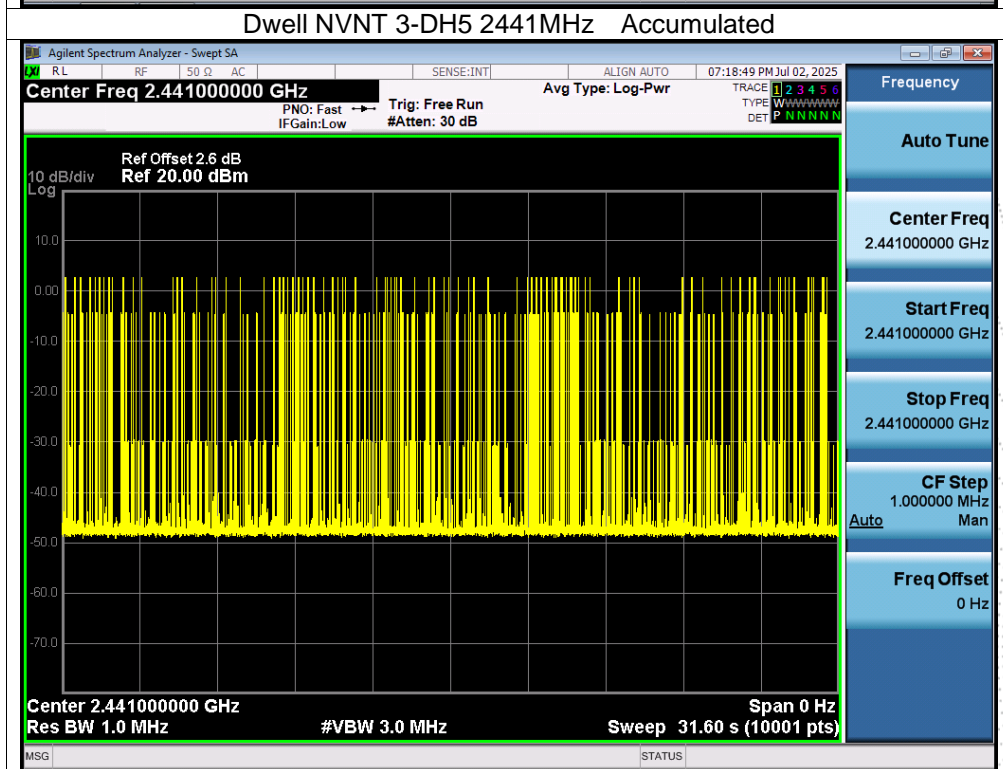 Dwell NVNT 3-DH5 2441MHz Accumulated
Agilent Spectrum Analyzer - Swept SA
LXI RL RF 50 Ω AC SENSE:INT ALIGN AUTO 07:18:49 PM Jul 02, 2025
Center Freq 2.441000000 GHz
PNO: Fast
IFGain:Low
Trig: Free Run
#Atten: 30 dB
Avg Type: Log-Pwr
TRACE 1 2 3 4 5 6
TYPE WWWWWW
DET P N N N N N
Frequency
Auto Tune
Center Freq
2.441000000 GHz
Start Freq
2.441000000 GHz
Stop Freq
2.441000000 GHz
CF Step
1.000000 MHz
Auto Man
Freq Offset
0 Hz
Ref Offset 2.6 dB
10 dB/div Ref 20.00 dBm
Log
10.0
0.00
-10.0
-20.0
-30.0
-40.0
-50.0
-60.0
-70.0
Center 2.441000000 GHz Span 0 Hz
Res BW 1.0 MHz #VBW 3.0 MHz Sweep 31.60 s (10001 pts)
MSG STATUS